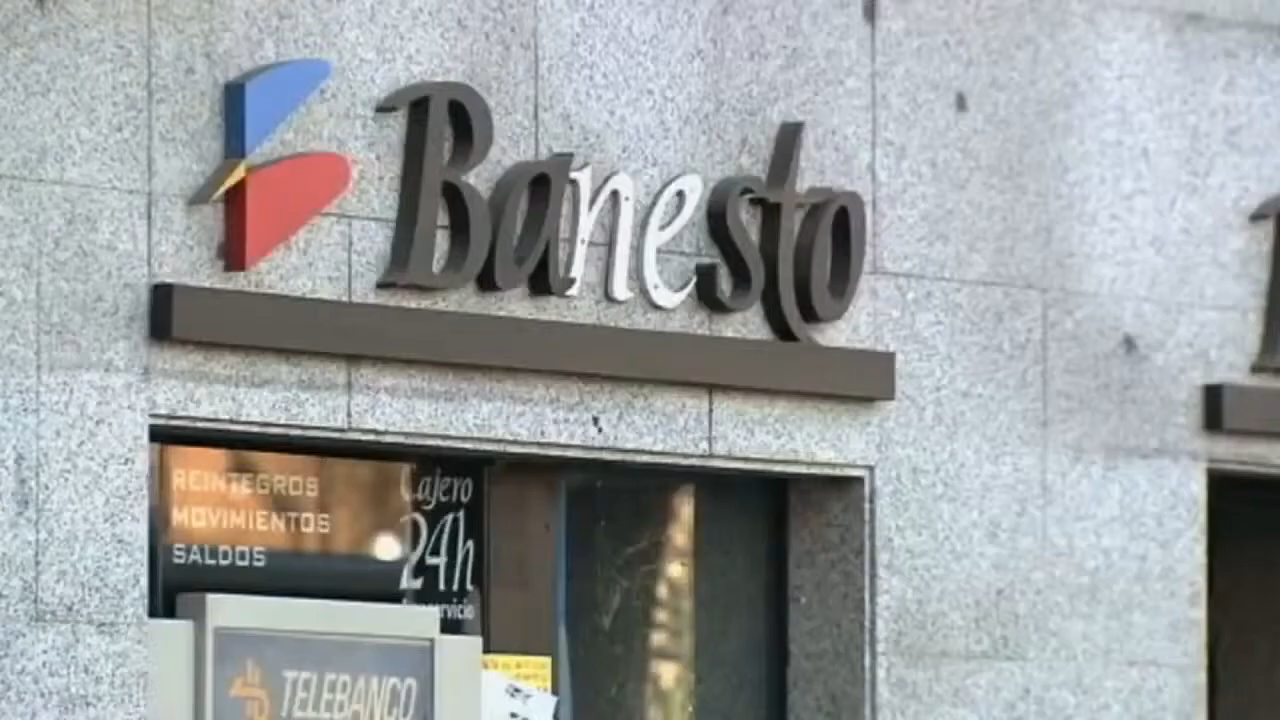 Banesto
REINTEGROS
MOVIMIENTOS
SALDOS
Cajero
24h
TELEBANCO